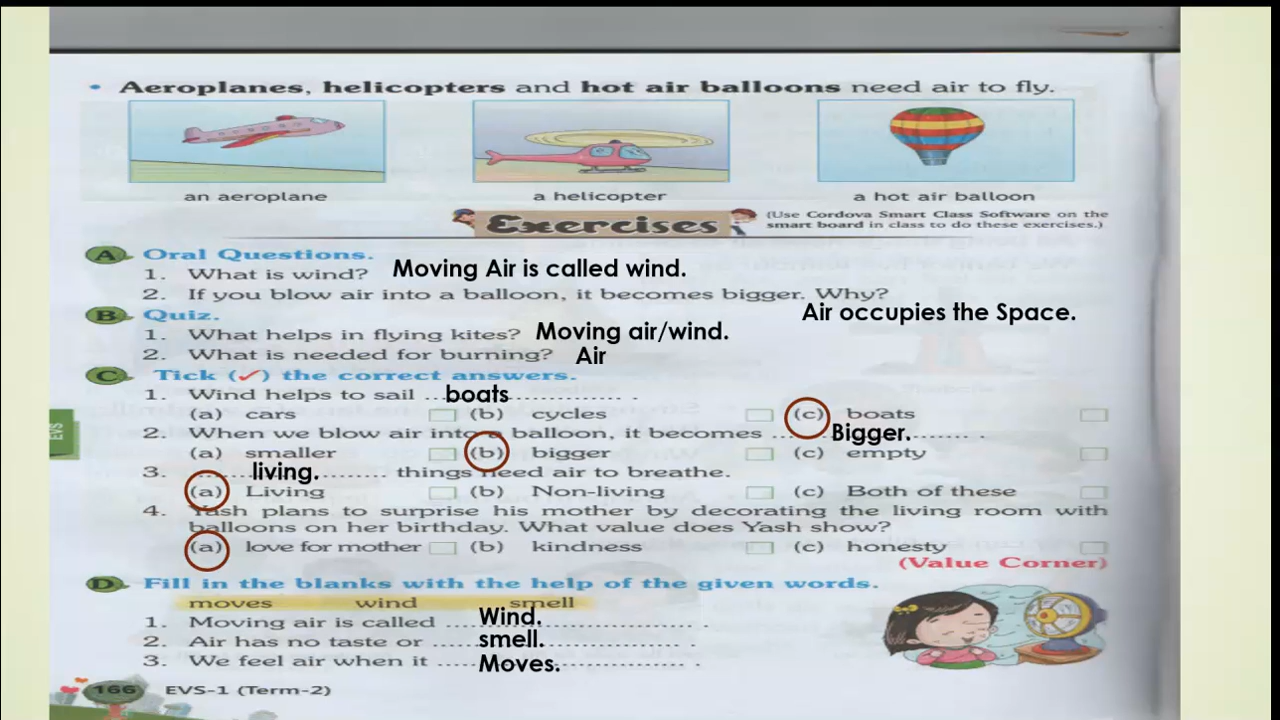 • Aeroplanes, helicopters and hot air balloons need air to fly.
an aeroplane a helicopter a hot air balloon
Exercises (Use Cordova Smart Class Software on the
smart board in class to do these exercises.)
A Oral Questions.
1. What is wind? Moving Air is called wind.
2. If you blow air into a balloon, it becomes bigger. Why?
Air occupies the Space.
B Quiz.
1. What helps in flying kites? Moving air/wind.
2. What is needed for burning? Air
C Tick (✓) the correct answers.
1. Wind helps to sail ... boats ............... .
(a) cars (b) cycles (c) boats
2. When we blow air into a balloon, it becomes .... Bigger. ......... .
(a) smaller (b) bigger (c) empty
3. ......... living. ......... things need air to breathe.
(a) Living (b) Non-living (c) Both of these
4. Yash plans to surprise his mother by decorating the living room with
balloons on her birthday. What value does Yash show?
(a) love for mother (b) kindness (c) honesty
(Value Corner)
D Fill in the blanks with the help of the given words.
moves wind smell
1. Moving air is called .... Wind. ..................... .
2. Air has no taste or ...... smell. .................... .
3. We feel air when it ..... Moves. .................. .
EVS
166 EVS-1 (Term-2)